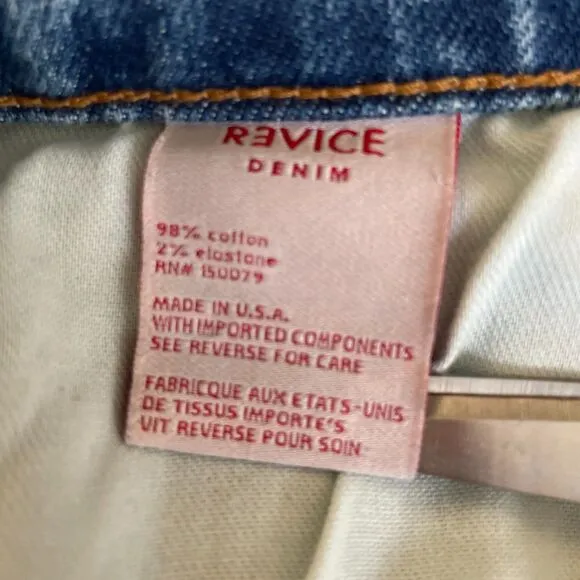 RƎVICE
DENIM
98% cotton
2% elastane
RN# 150079
MADE IN U.S.A.
WITH IMPORTED COMPONENTS
SEE REVERSE FOR CARE
FABRICQUE AUX ETATS-UNIS
DE TISSUS IMPORTE'S
VIT REVERSE POUR SOIN